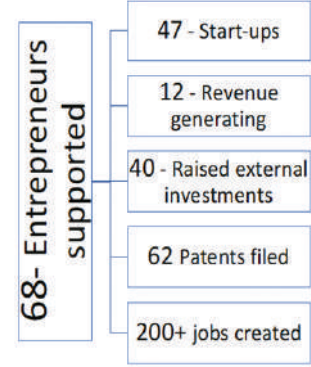 68- Entrepreneurs
supported
47 - Start-ups
12 - Revenue
generating
40 - Raised external
investments
62 Patents filed
200+ jobs created